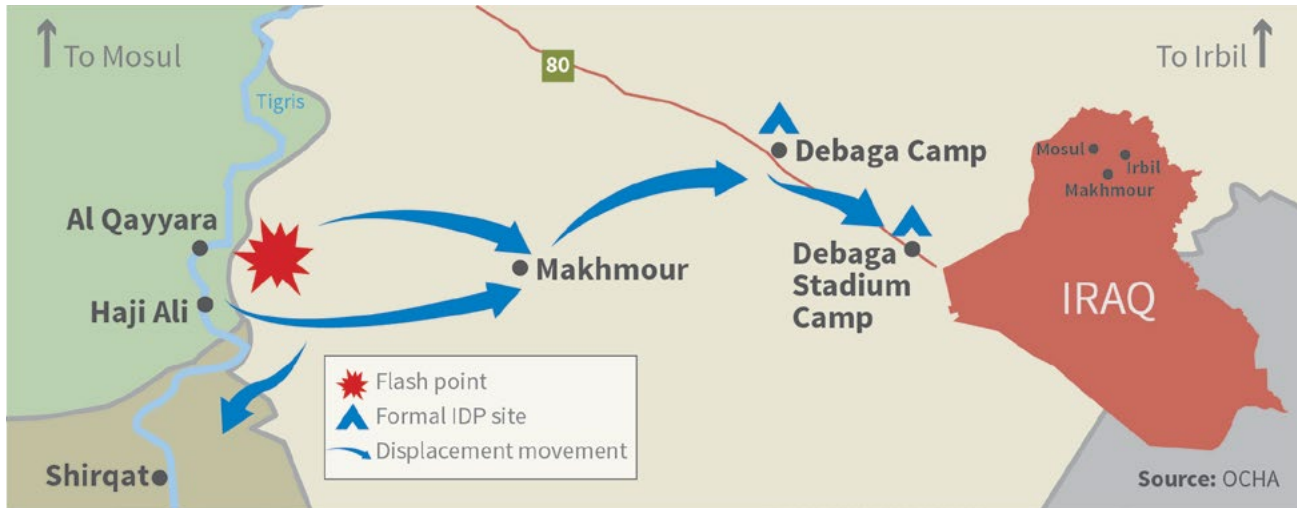 To Mosul
To Irbil
80
Tigris
Debaga Camp
Mosul
Irbil
Makhmour
Al Qayyara
Makhmour
Debaga
Stadium
Camp
Haji Ali
IRAQ
Flash point
Formal IDP site
Displacement movement
Shirqat
Source: OCHA